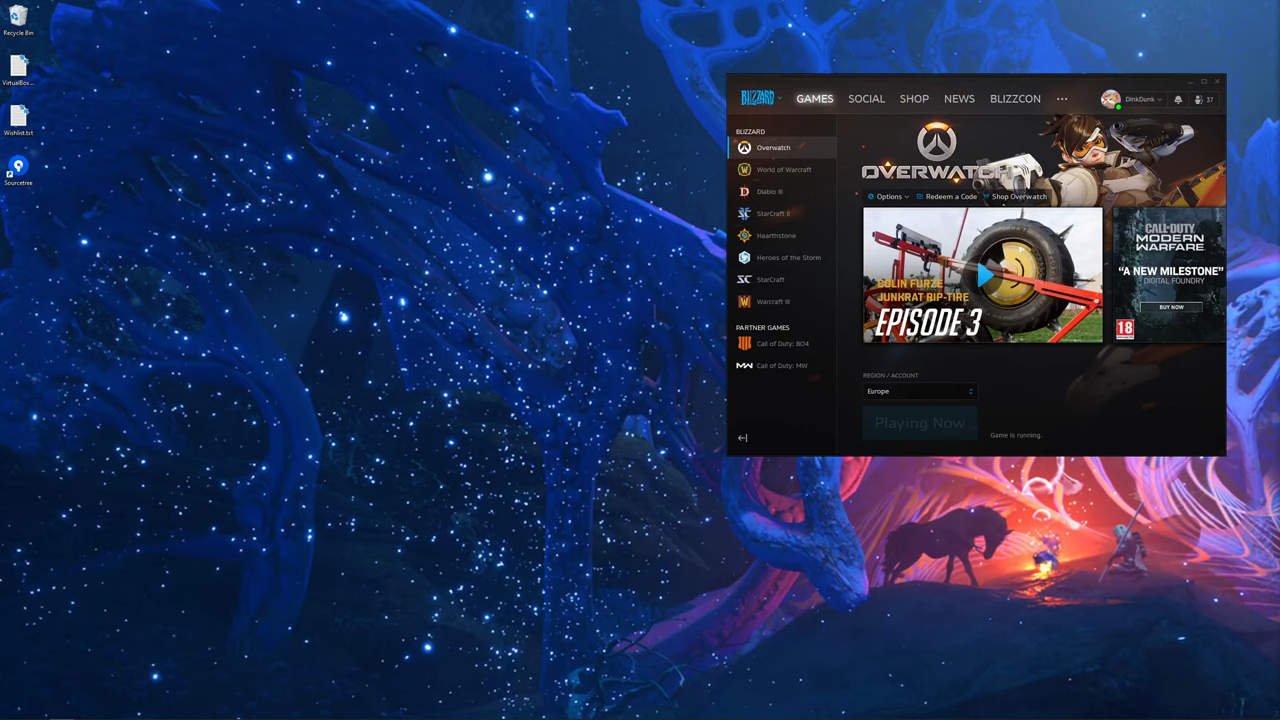 Recycle Bin
VirtualBox...
Wishlist.txt
Sourcetree
BLIZZARD
GAMES
SOCIAL
SHOP
NEWS
BLIZZCON
DinkDunk
37
BLIZZARD
Overwatch
World of Warcraft
Diablo III
StarCraft II
Hearthstone
Heroes of the Storm
StarCraft
Warcraft III
PARTNER GAMES
Call of Duty: BO4
Call of Duty: MW
OVERWATCH
Options
Redeem a Code
Shop Overwatch
COLIN FURZE
JUNKRAT RIP-TIRE
EPISODE 3
CALL OF DUTY
MODERN
WARFARE
“A NEW MILESTONE”
DIGITAL FOUNDRY
BUY NOW
18
REGION / ACCOUNT
Europe
Playing Now
Game is running.